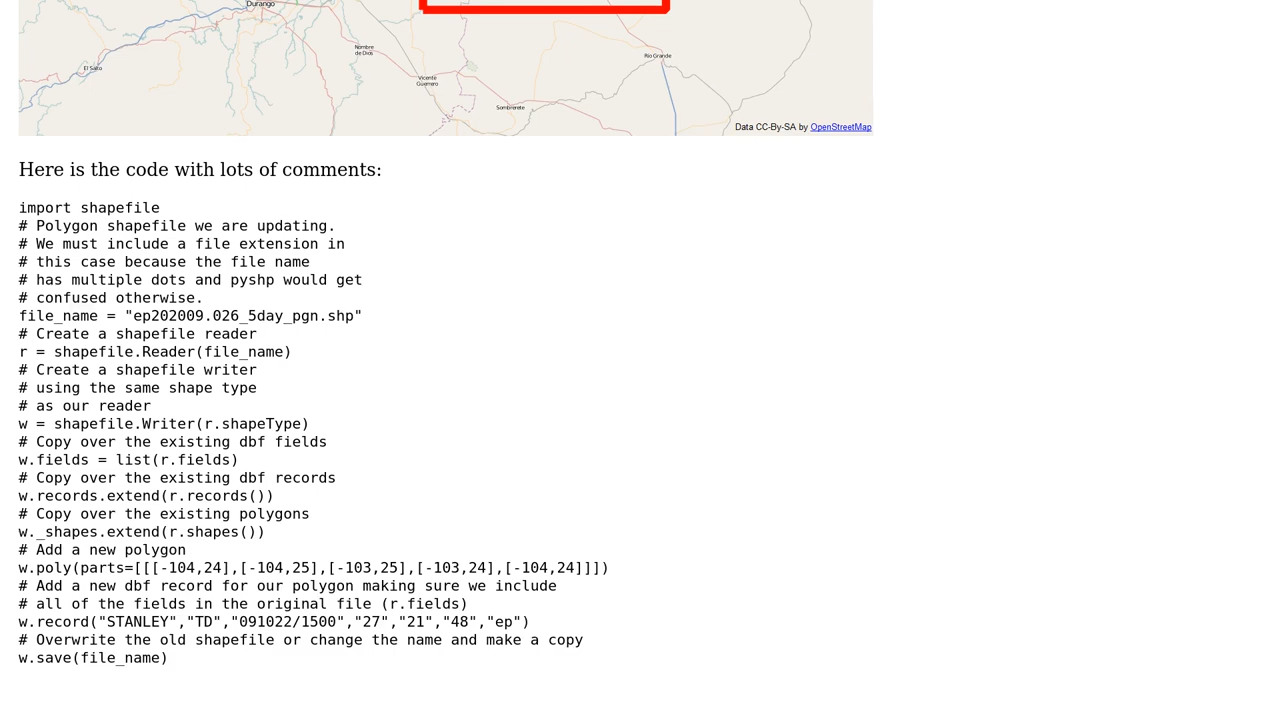 Durango
Nombre
de Dios
El Salto
Vicente
Guerrero
Río Grande
Sombrerete
Data CC-By-SA by OpenStreetMap
Here is the code with lots of comments:
import shapefile
# Polygon shapefile we are updating.
# We must include a file extension in
# this case because the file name
# has multiple dots and pyshp would get
# confused otherwise.
file_name = "ep202009.026_5day_pgn.shp"
# Create a shapefile reader
r = shapefile.Reader(file_name)
# Create a shapefile writer
# using the same shape type
# as our reader
w = shapefile.Writer(r.shapeType)
# Copy over the existing dbf fields
w.fields = list(r.fields)
# Copy over the existing dbf records
w.records.extend(r.records())
# Copy over the existing polygons
w._shapes.extend(r.shapes())
# Add a new polygon
w.poly(parts=[[[-104,24],[-104,25],[-103,25],[-103,24],[-104,24]]])
# Add a new dbf record for our polygon making sure we include
# all of the fields in the original file (r.fields)
w.record("STANLEY","TD","091022/1500","27","21","48","ep")
# Overwrite the old shapefile or change the name and make a copy
w.save(file_name)